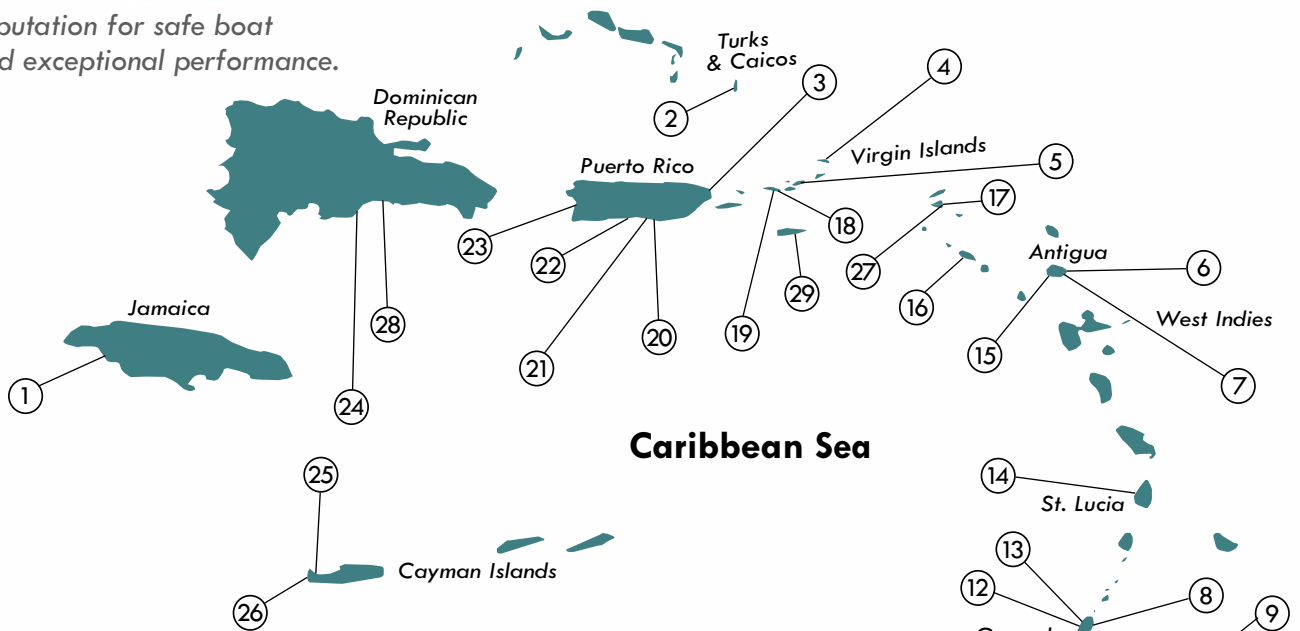 safe boat
exceptional performance.
Turks
& Caicos
3
4
2
Dominican
Republic
Virgin Islands
5
Puerto Rico
17
18
23
22
27
Antigua
6
29
16
Jamaica
28
19
20
West Indies
15
21
7
1
24
Caribbean Sea
25
14
St. Lucia
13
Cayman Islands
12
8
26
9